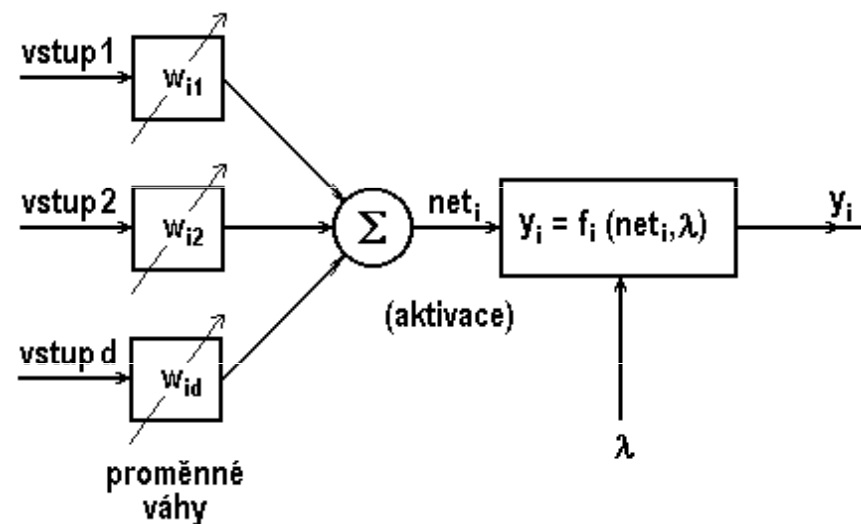 vstup 1
w_i1
vstup 2
w_i2
Σ
net_i
y_i = f_i (net_i, λ)
y_i
(aktivace)
vstup d
w_id
λ
proměnné
váhy